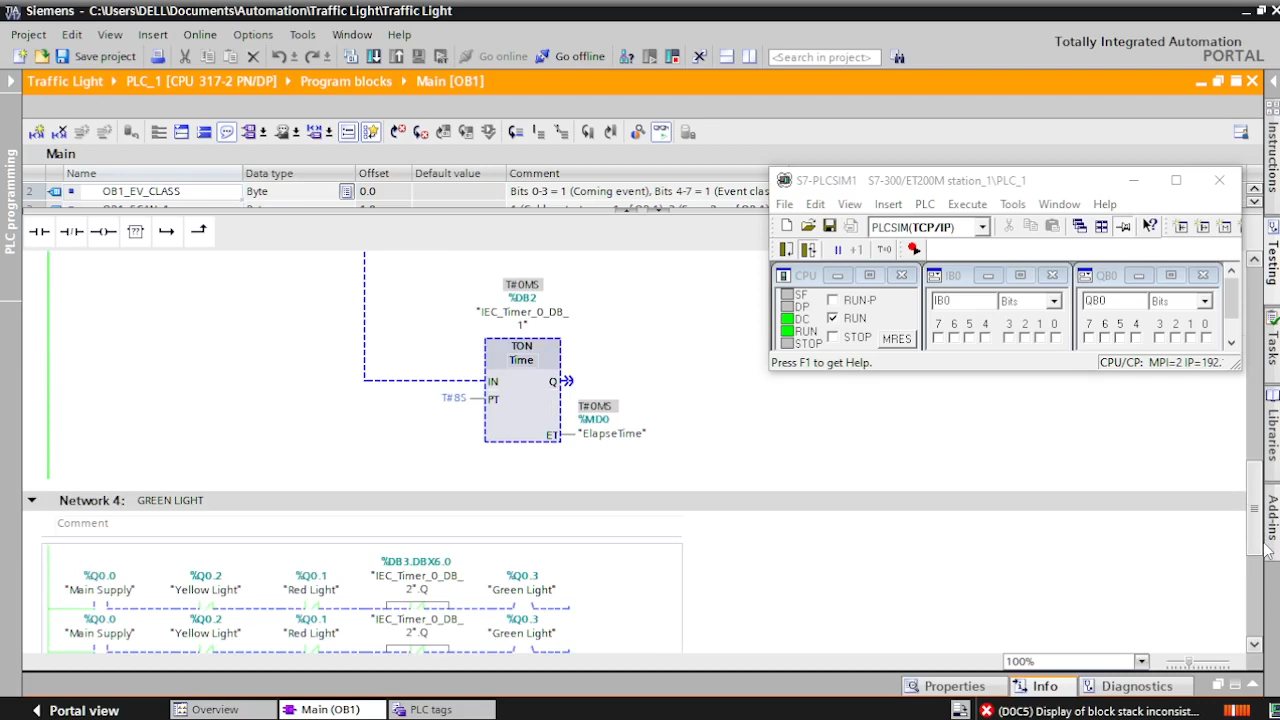 Siemens - C:\Users\DELL\Documents\Automation\Traffic Light\Traffic Light
Project Edit View Insert Online Options Tools Window Help
Totally Integrated Automation
PORTAL
Save project
Go online
Go offline
<Search in project>
Traffic Light PLC_1 [CPU 317-2 PN/DP] Program blocks Main [OB1]
PLC programming
Main
Name Data type Offset Default value Comment
2 OB1_EV_CLASS Byte 0.0 Bits 0-3 = 1 (Coming event), Bits 4-7 = 1 (Event class
S7-PLCSIM1 S7-300/ET200M station_1\PLC_1
File Edit View Insert PLC Execute Tools Window Help
PLCSIM(TCP/IP)
+1 T=0
CPU IB0 QB0
SF
DP
DC
RUN
STOP
RUN-P
RUN
STOP
MRES
IB0 Bits
7 6 5 4 3 2 1 0
QB0 Bits
7 6 5 4 3 2 1 0
Press F1 to get Help.
CPU/CP: MPI=2 IP=192.
??
T#0MS
%DB2
"IEC_Timer_0_DB_
1"
TON
Time
IN Q
T#8S PT
T#0MS
%MD0
ET "ElapseTime"
Network 4: GREEN LIGHT
Comment
%Q0.0 %Q0.2 %Q0.1 %DB3.DBX6.0 %Q0.3
"Main Supply" "Yellow Light" "Red Light" "IEC_Timer_0_DB_
2".Q "Green Light"
%Q0.0 %Q0.2 %Q0.1 "IEC_Timer_0_DB_ %Q0.3
"Main Supply" "Yellow Light" "Red Light" 2".Q "Green Light"
100%
Properties Info Diagnostics
Portal view Overview Main (OB1) PLC tags
(D0C5) Display of block stack inconsist...
Instructions
Testing
Tasks
Libraries
Add-ins